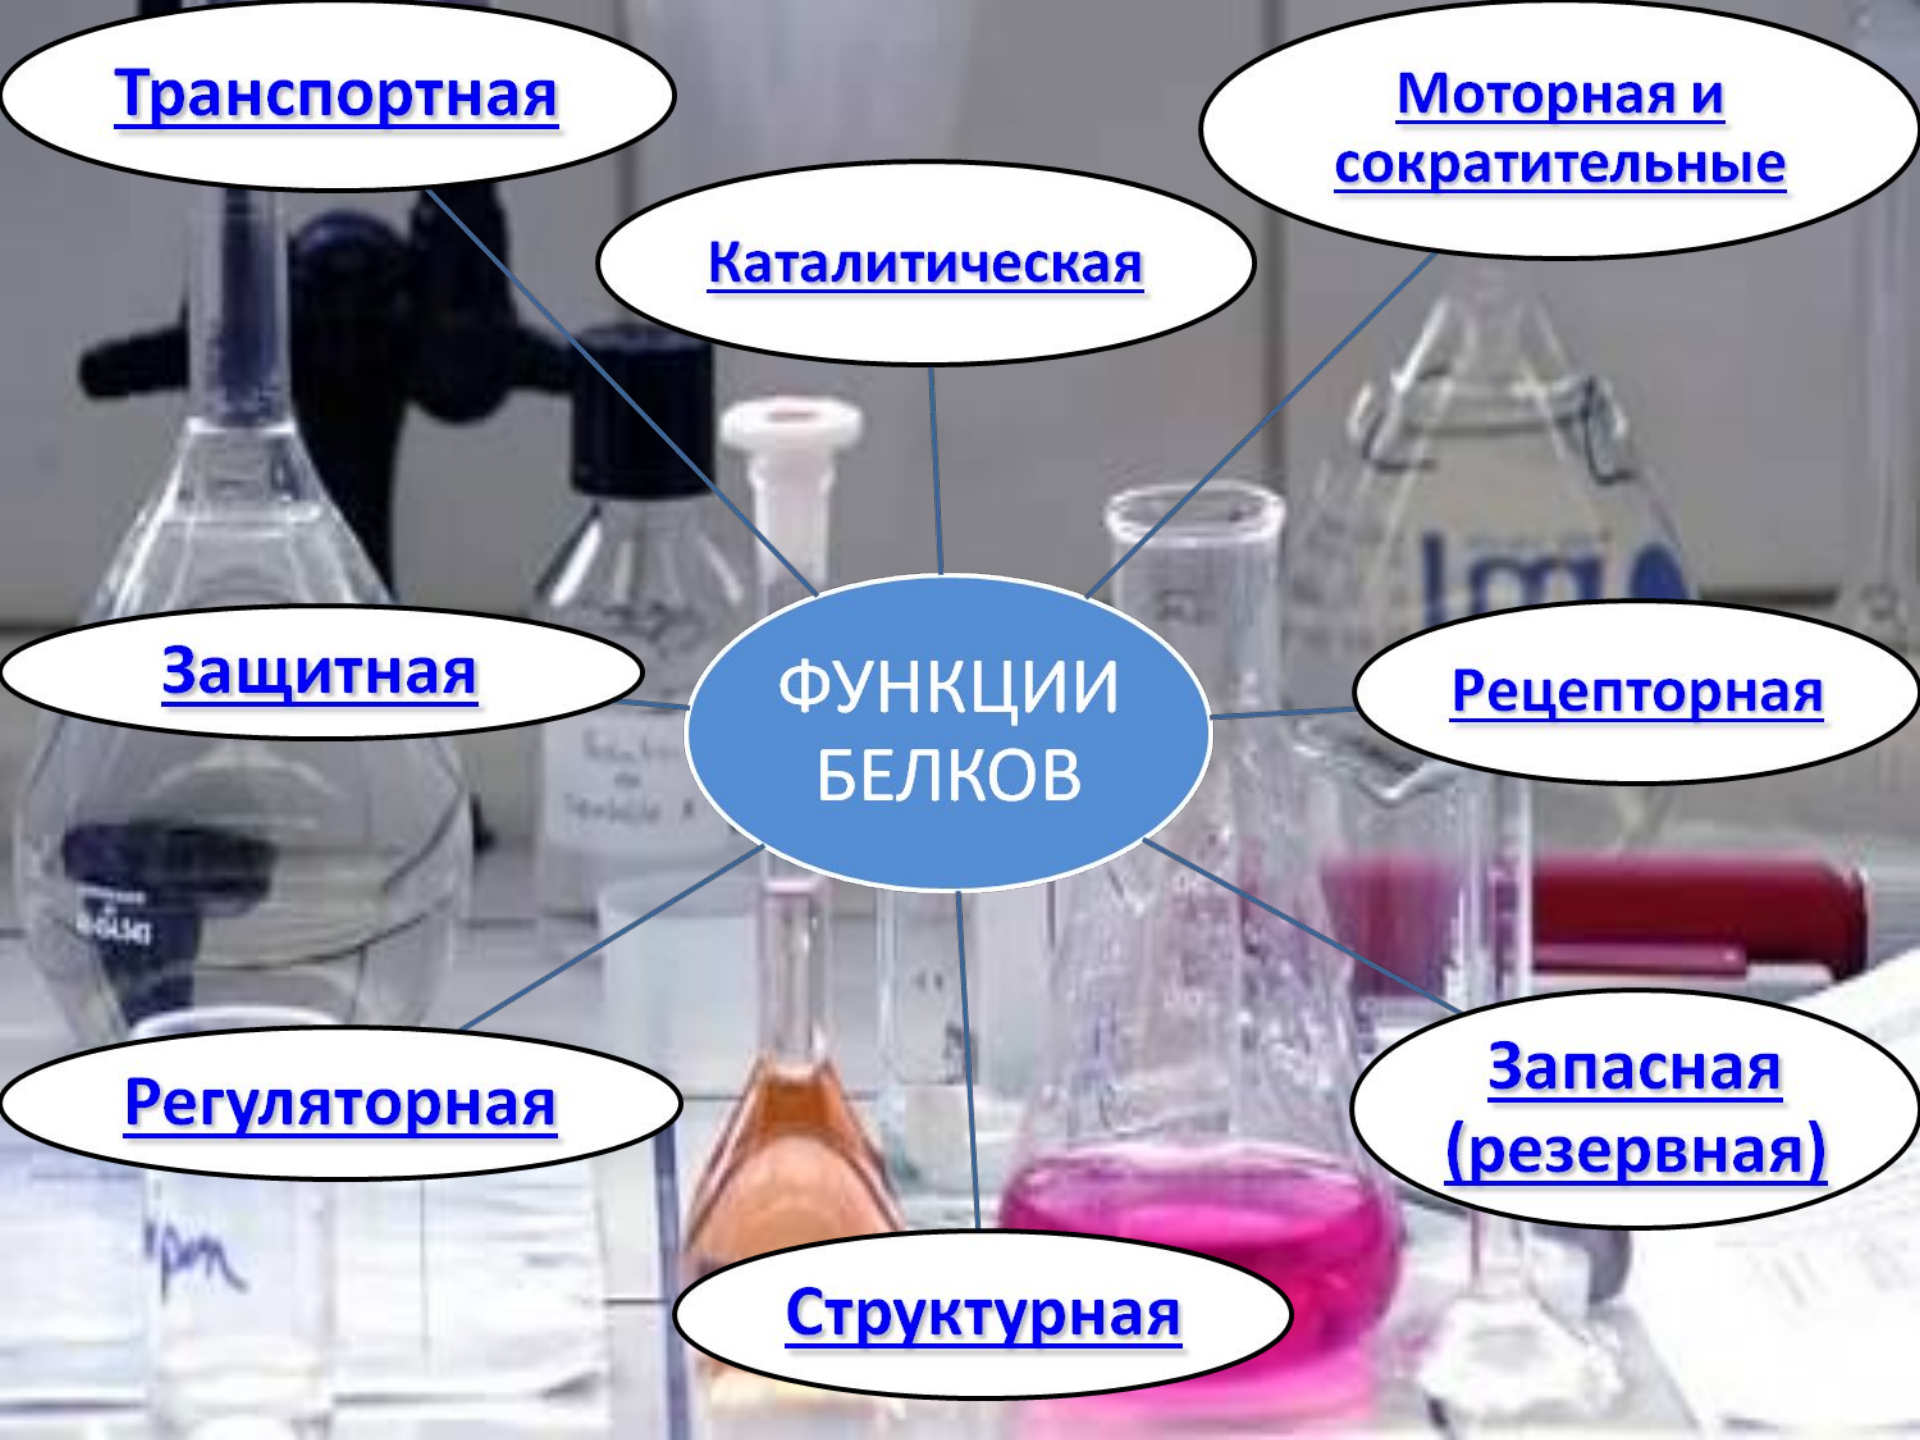 Транспортная
Моторная и
сократительные
Каталитическая
Защитная
ФУНКЦИИ
БЕЛКОВ
Рецепторная
Регуляторная
Запасная
(резервная)
Структурная